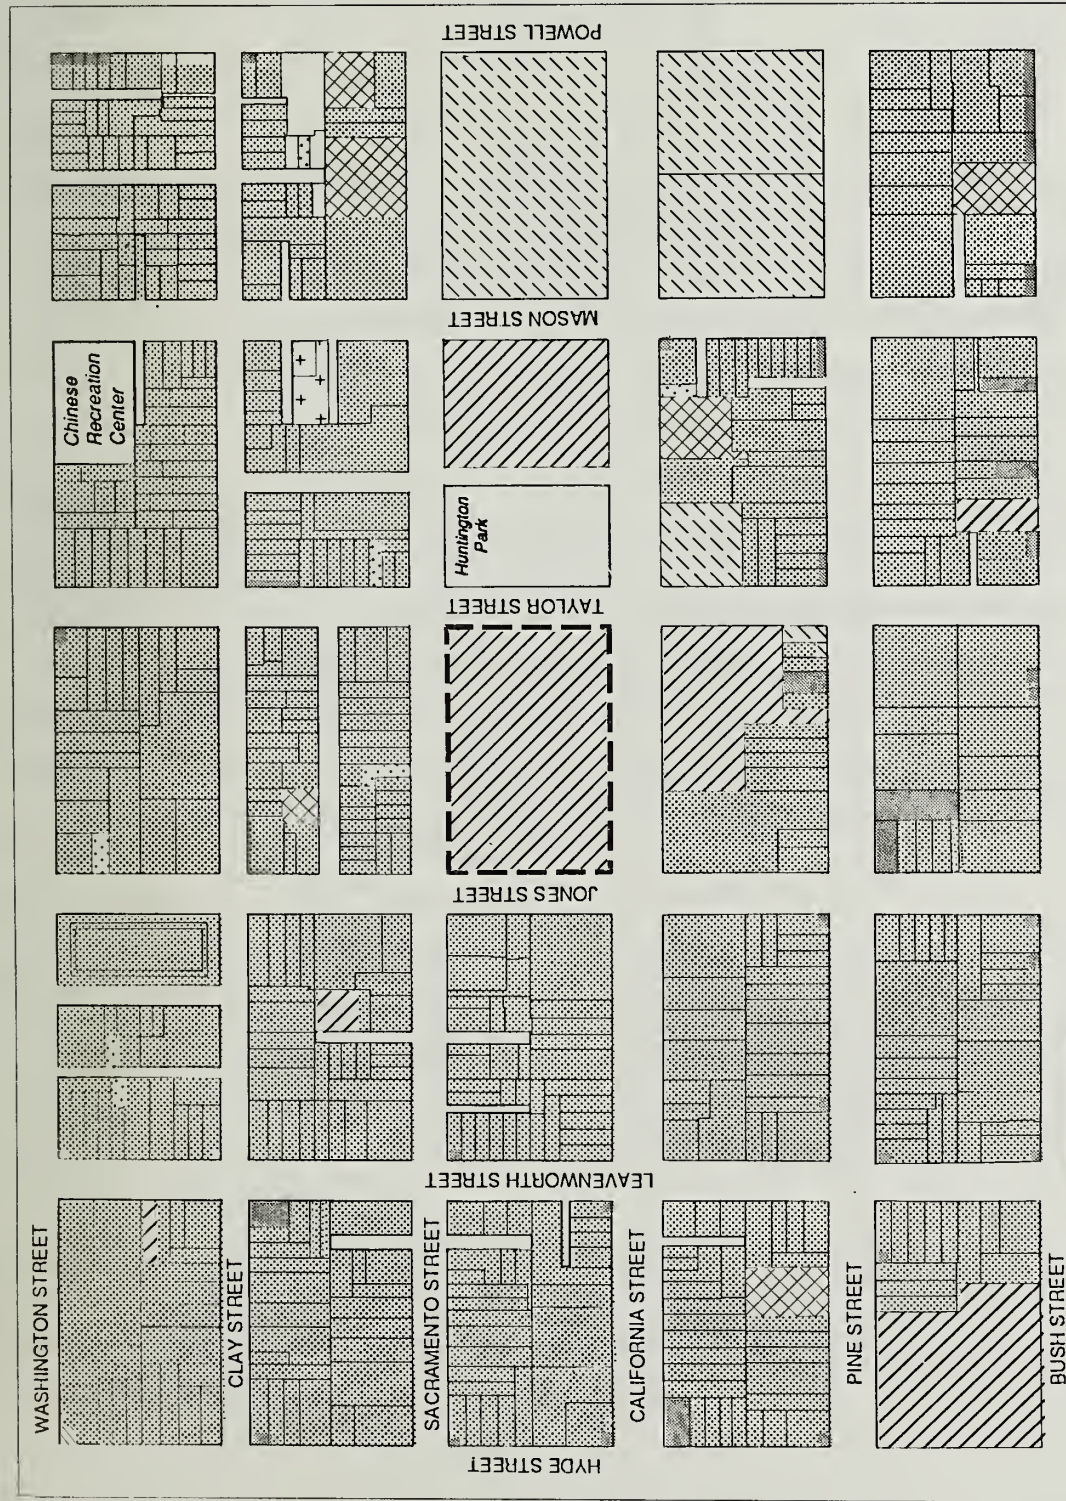 POWELL STREET
Chinese
Recreation
Center
MASON STREET
Huntington
Park
TAYLOR STREET
JONES STREET
LEAVENWORTH STREET
WASHINGTON STREET
CLAY STREET
SACRAMENTO STREET
CALIFORNIA STREET
PINE STREET
BUSH STREET
HYDE STREET